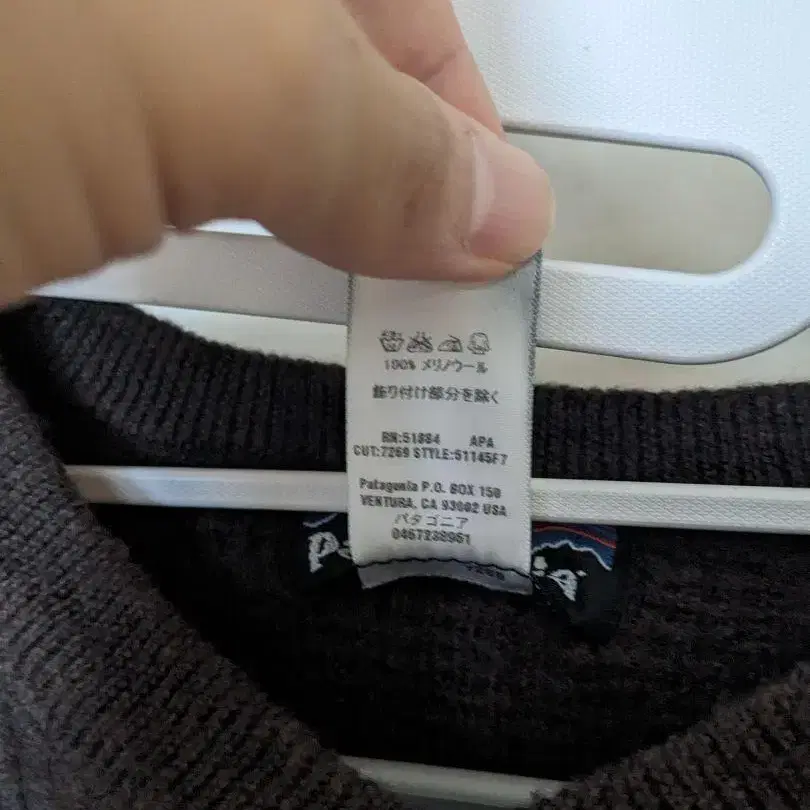 100% メリノウール
飾り付け部分を除く
RN:51884 APA
CUT:7269 STYLE:51145F7
Patagonia P.O. BOX 150
VENTURA, CA 93002 USA
パタゴニア
0467238961